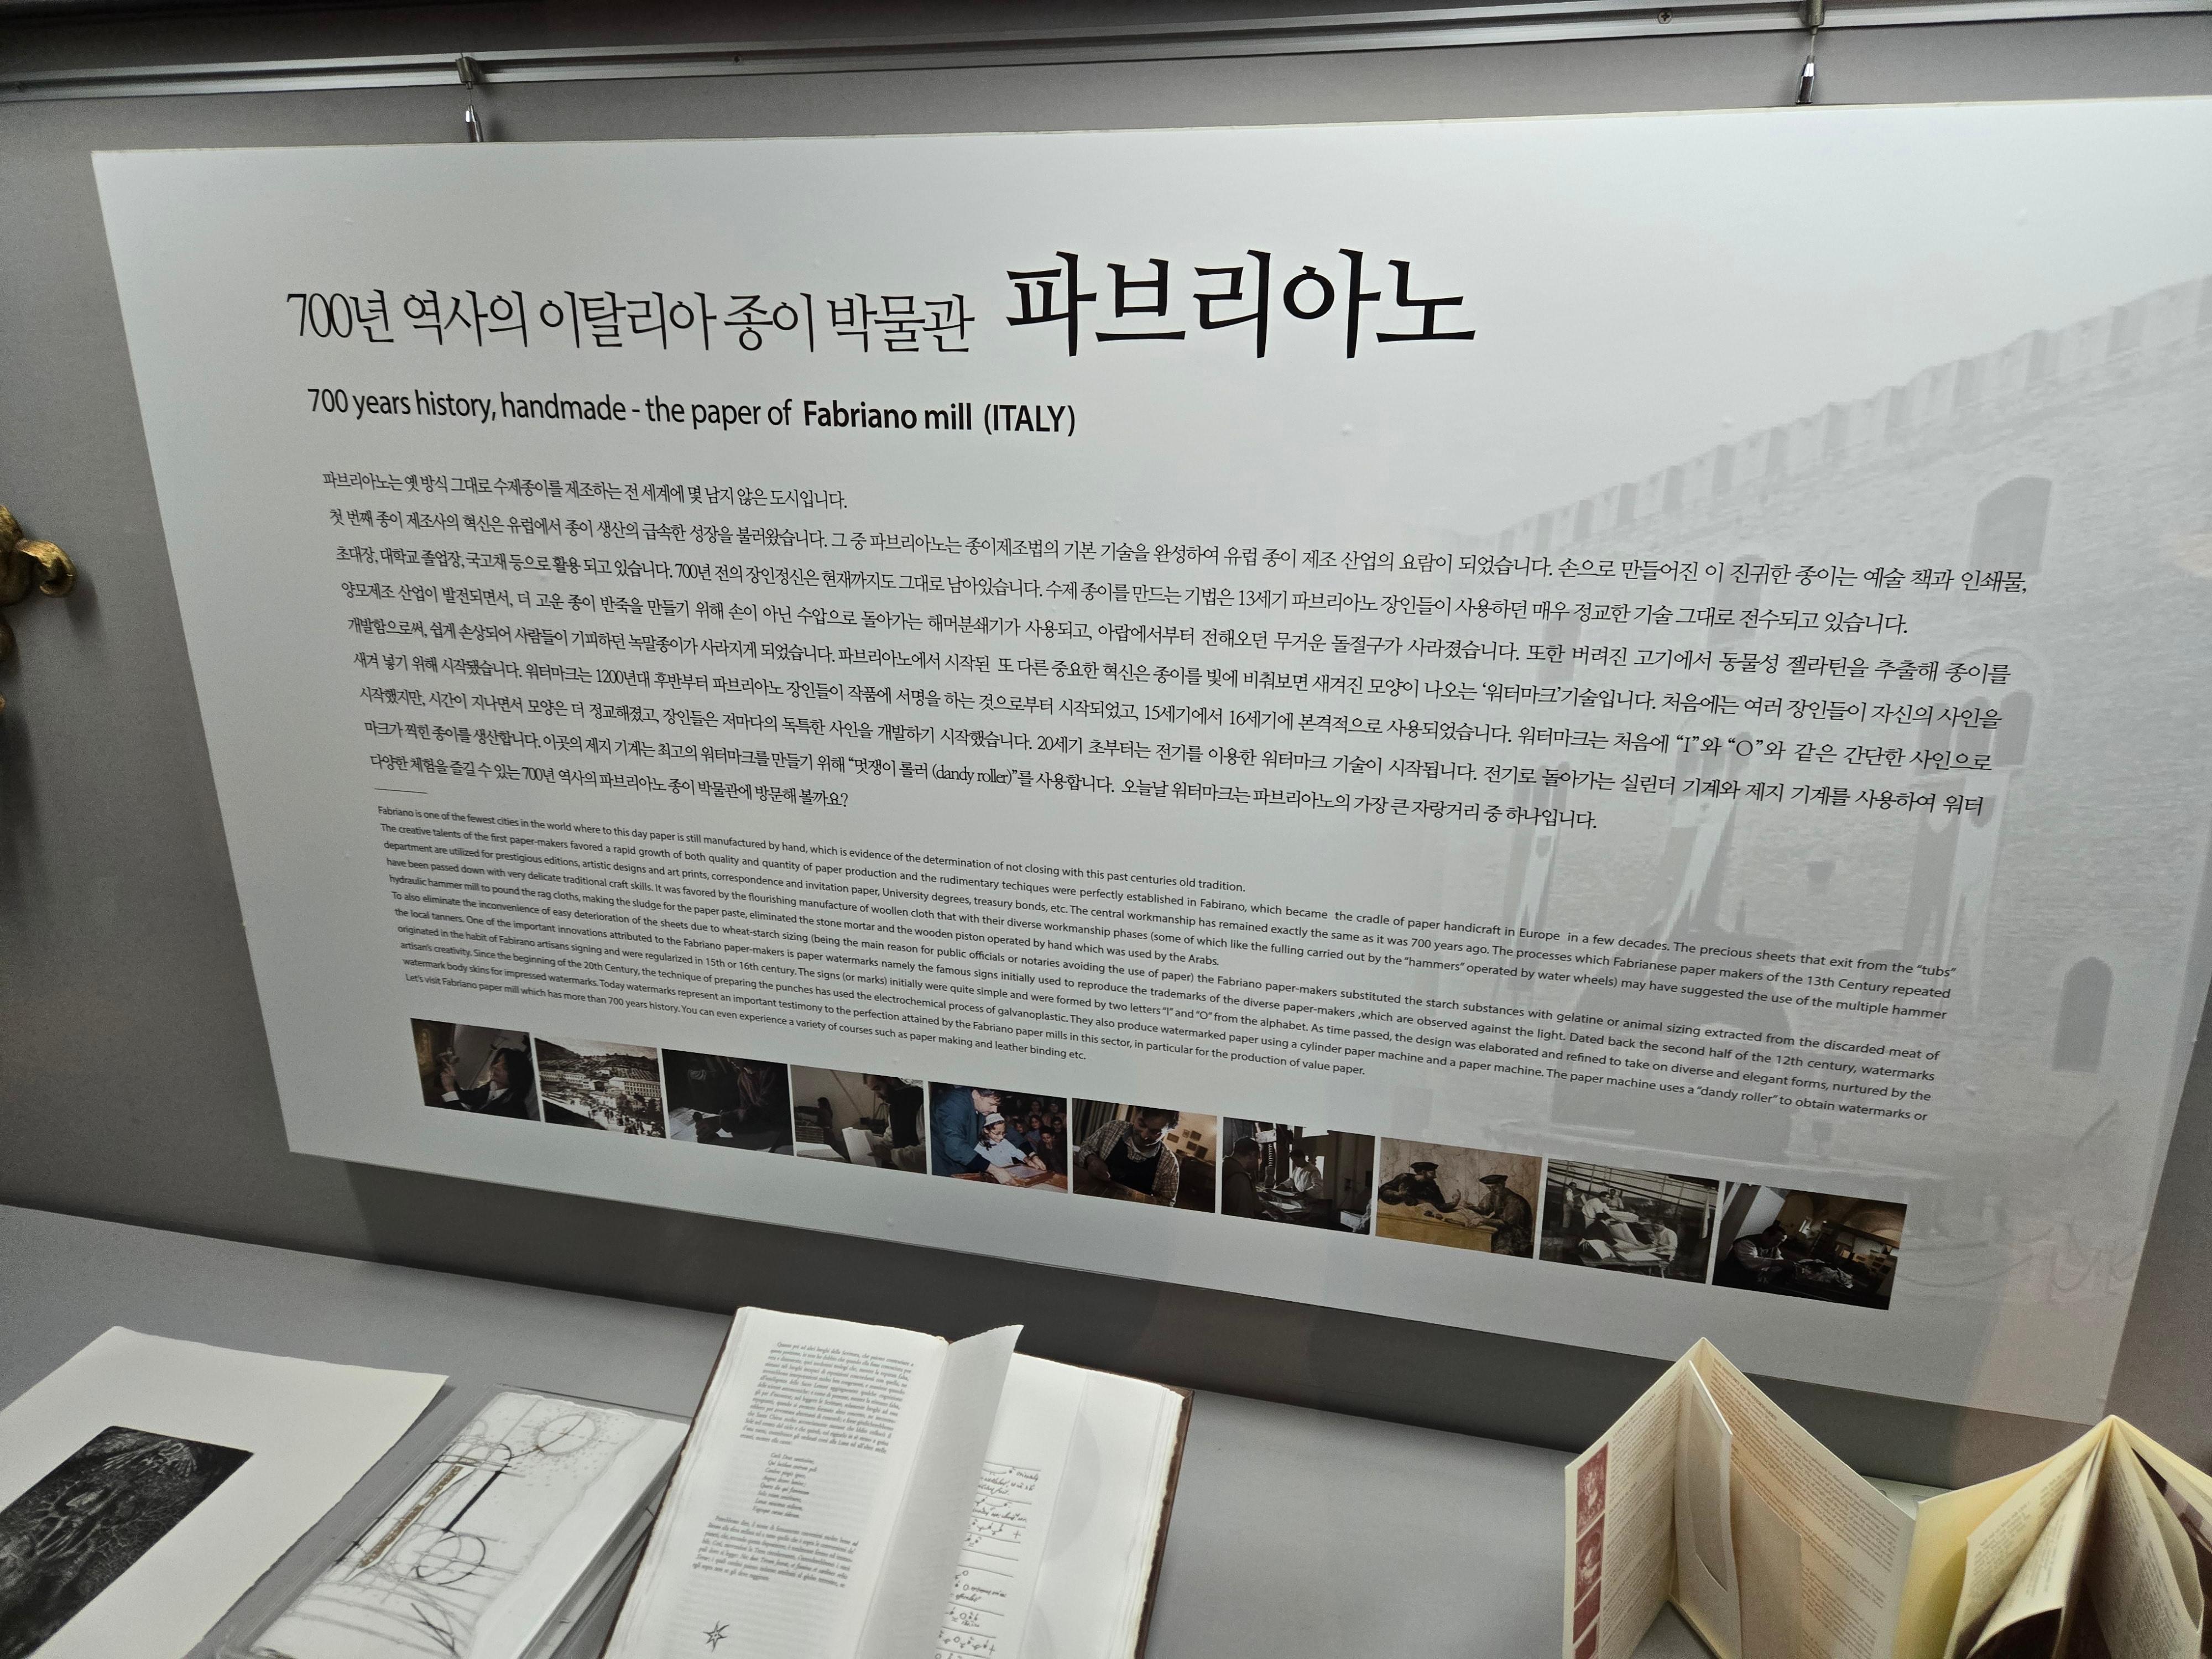 700년 역사의 이탈리아 종이 박물관 파브리아노
700 years history, handmade - the paper of Fabriano mill (ITALY)
파브리아노는 옛 방식 그대로 수제종이를 제조하는 전 세계에 몇 남지 않은 도시입니다.
첫 번째 종이 제조사의 혁신은 유럽에서 종이 생산의 급속한 성장을 불러왔습니다. 그 중 파브리아노는 종이제조법의 기본 기술을 완성하여 유럽 종이 제조 산업의 요람이 되었습니다. 손으로 만들어진 이 진귀한 종이는 예술 책과 인쇄물,
초대장, 대학교 졸업장, 국고채 등으로 활용 되고 있습니다. 700년 전의 장인정신은 현재까지도 그대로 남아있습니다. 수제 종이를 만드는 기법은 13세기 파브리아노 장인들이 사용하던 매우 정교한 기술 그대로 전수되고 있습니다.
양모제조 산업이 발전되면서, 더 고운 종이 반죽을 만들기 위해 손이 아닌 수압으로 돌아가는 해머분쇄기가 사용되고, 아랍에서부터 전해오던 무거운 돌절구가 사라졌습니다. 또한 버려진 고기에서 동물성 젤라틴을 추출해 종이를
개발함으로써, 쉽게 손상되어 사람들이 기피하던 녹말종이가 사라지게 되었습니다. 파브리아노에서 시작된 또 다른 중요한 혁신은 종이를 빛에 비춰보면 새겨진 모양이 나오는 ‘워터마크’기술입니다. 처음에는 여러 장인들이 자신의 사인을
새겨 넣기 위해 시작됐습니다. 워터마크는 1200년대 후반부터 파브리아노 장인들이 작품에 서명을 하는 것으로부터 시작되었고, 15세기에서 16세기에 본격적으로 사용되었습니다. 워터마크는 처음에 “I”와 “O”와 같은 간단한 사인으로
시작했지만, 시간이 지나면서 모양은 더 정교해졌고, 장인들은 저마다의 독특한 사인을 개발하기 시작했습니다. 20세기 초부터는 전기를 이용한 워터마크 기술이 시작됩니다. 전기로 돌아가는 실린더 기계와 제지 기계를 사용하여 워터
마크가 찍힌 종이를 생산합니다. 이곳의 제지 기계는 최고의 워터마크를 만들기 위해 “멋쟁이 롤러 (dandy roller)”를 사용합니다. 오늘날 워터마크는 파브리아노의 가장 큰 자랑거리 중 하나입니다.
다양한 체험을 즐길 수 있는 700년 역사의 파브리아노 종이 박물관에 방문해 볼까요?
Fabriano is one of the fewest cities in the world where to this day paper is still manufactured by hand, which is evidence of the determination of not closing with this past centuries old tradition.
The creative talents of the first paper-makers favored a rapid growth of both quality and quantity of paper production and the rudimentary techiques were perfectly established in Fabirano, which became the cradle of paper handicraft in Europe in a few decades. The precious sheets that exit from the “tubs”
department are utilized for prestigious editions, artistic designs and art prints, correspondence and invitation paper, University degrees, treasury bonds, etc. The central workmanship has remained exactly the same as it was 700 years ago. The processes which Fabrianese paper makers of the 13th Century repeated
have been passed down with very delicate traditional craft skills. It was favored by the flourishing manufacture of woollen cloth that with their diverse workmanship phases (some of which like the fulling carried out by the “hammers” operated by water wheels) may have suggested the use of the multiple hammer
hydraulic hammer mill to pound the rag cloths, making the sludge for the paper paste, eliminated the stone mortar and the wooden piston operated by hand which was used by the Arabs.
To also eliminate the inconvenience of easy deterioration of the sheets due to wheat-starch sizing (being the main reason for public officials or notaries avoiding the use of paper) the Fabriano paper-makers substituted the starch substances with gelatine or animal sizing extracted from the discarded meat of
the local tanners. One of the important innovations attributed to the Fabriano paper-makers is paper watermarks namely the famous signs initially used to reproduce the trademarks of the diverse paper-makers ,which are observed against the light. Dated back the second half of the 12th century, watermarks
originated in the habit of Fabirano artisans signing and were regularized in 15th or 16th century. The signs (or marks) initially were quite simple and were formed by two letters “I” and “O” from the alphabet. As time passed, the design was elaborated and refined to take on diverse and elegant forms, nurtured by the
artisan's creativity. Since the beginning of the 20th Century, the technique of preparing the punches has used the electrochemical process of galvanoplastic. They also produce watermarked paper using a cylinder paper machine and a paper machine. The paper machine uses a “dandy roller” to obtain watermarks or
watermark body skins for impressed watermarks. Today watermarks represent an important testimony to the perfection attained by the Fabriano paper mills in this sector, in particular for the production of value paper.
Let's visit Fabriano paper mill which has more than 700 years history. You can even experience a variety of courses such as paper making and leather binding etc.